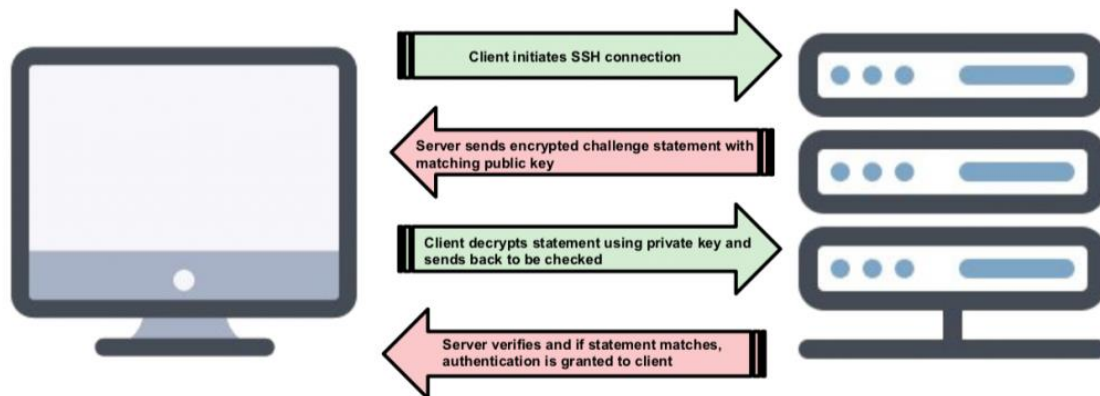 Client initiates SSH connection
Server sends encrypted challenge statement with
matching public key
Client decrypts statement using private key and
sends back to be checked
Server verifies and if statement matches,
authentication is granted to client